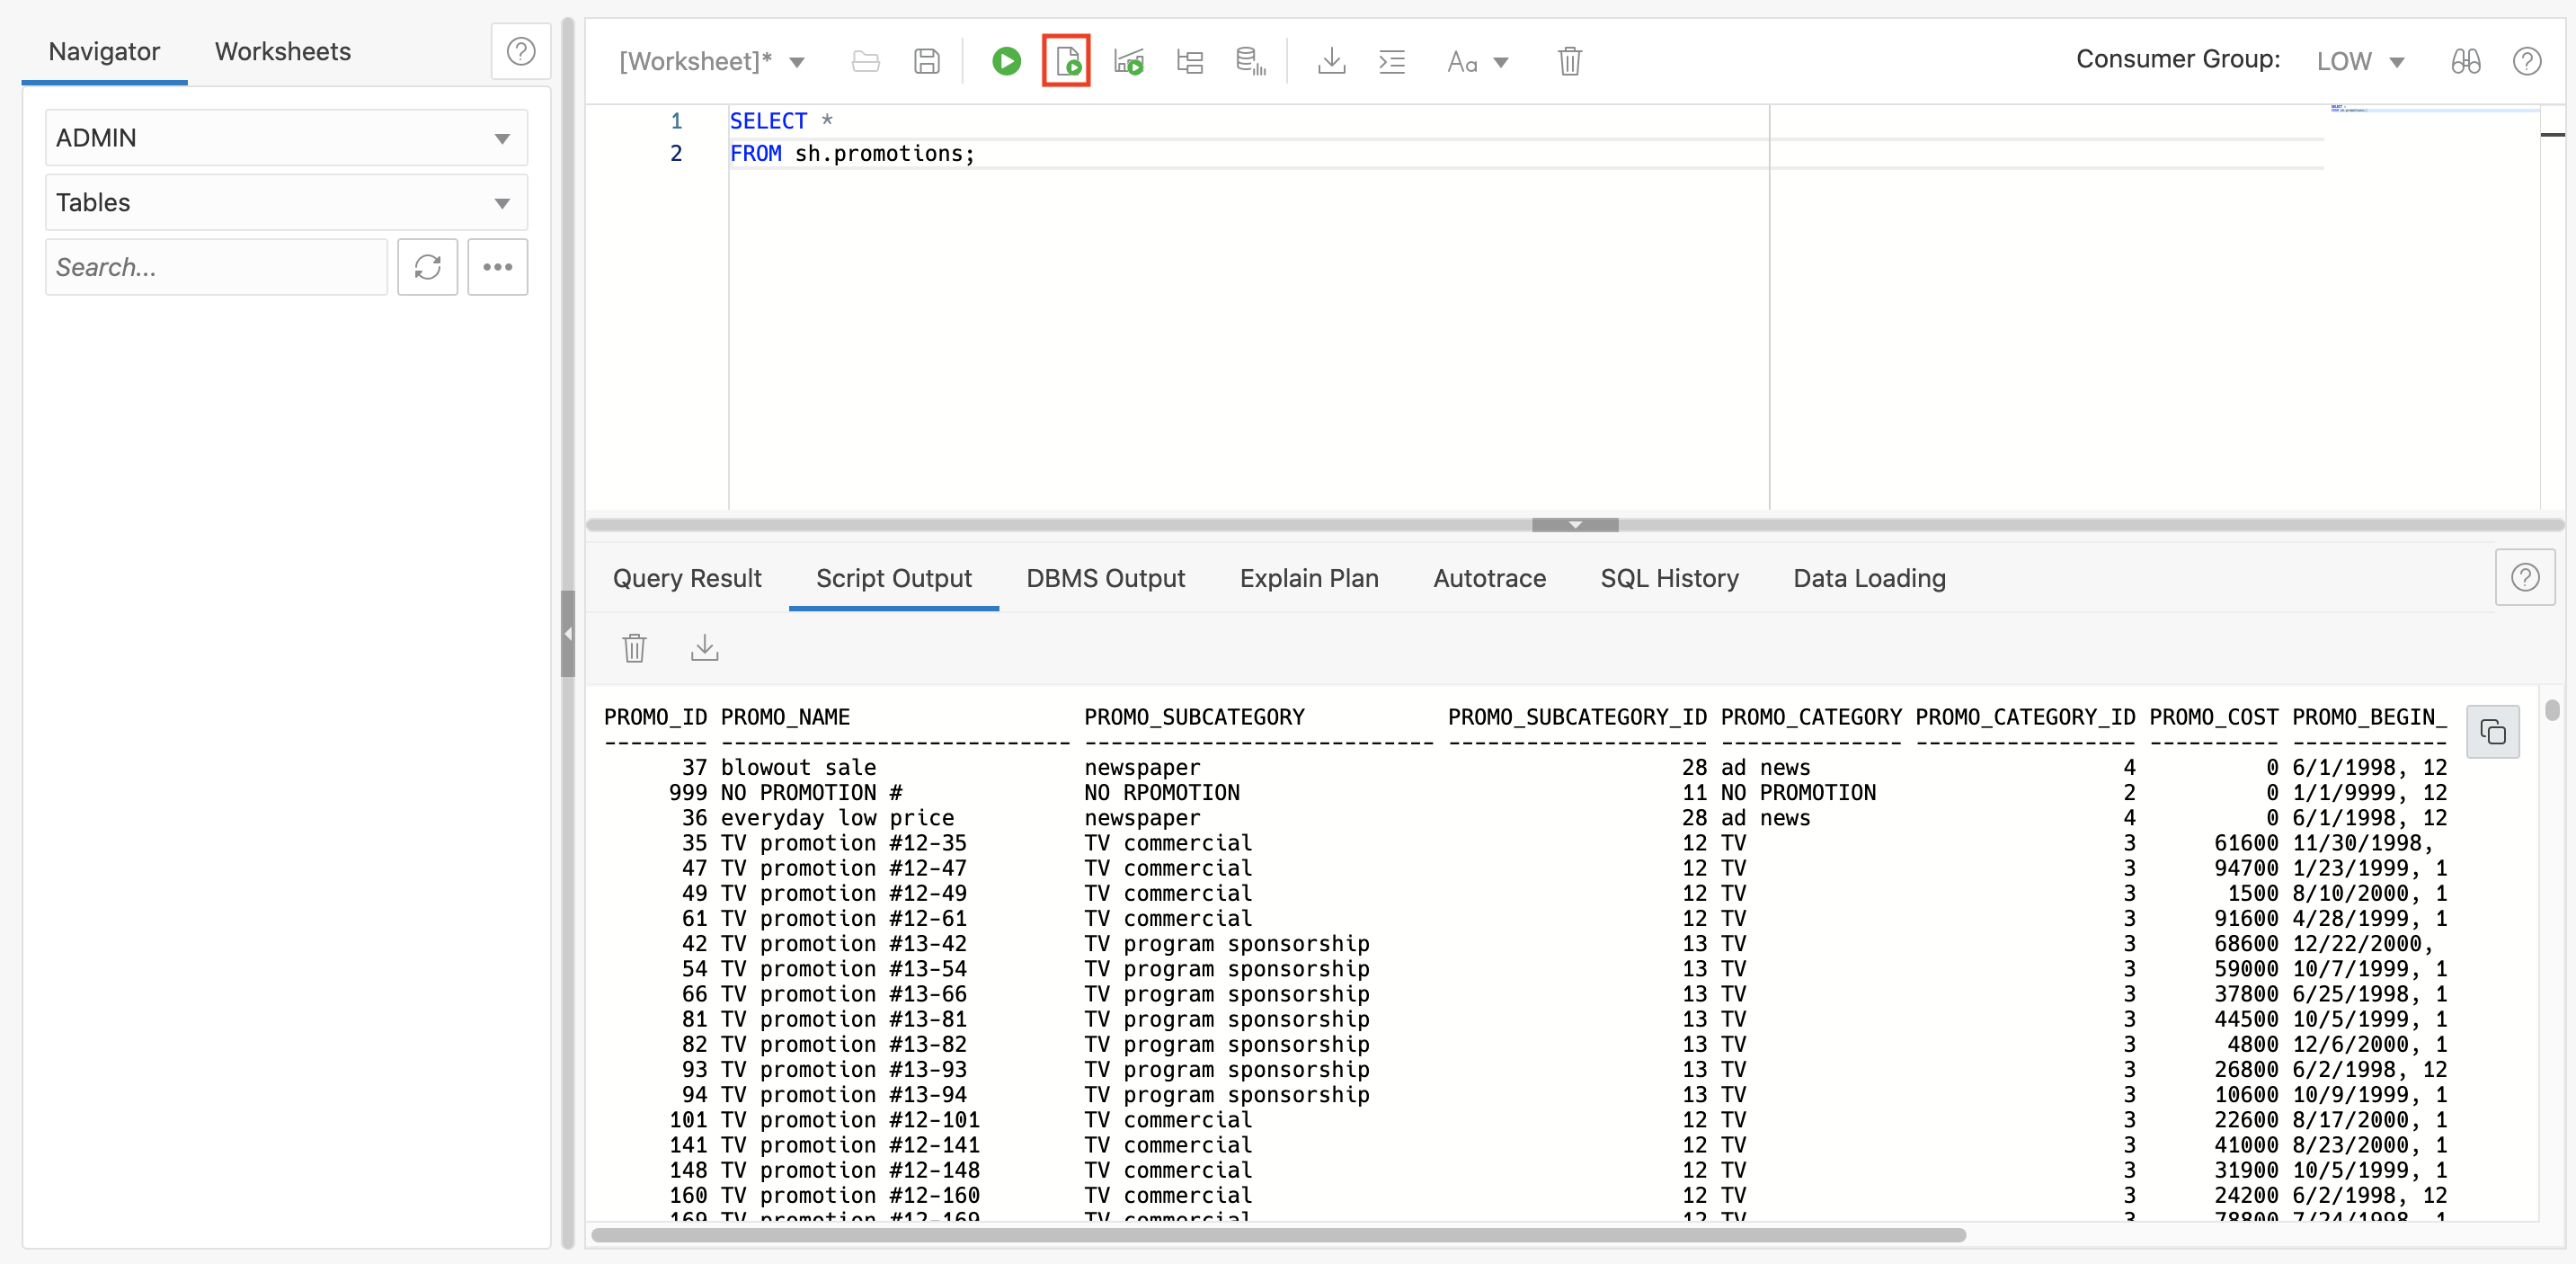 Navigator Worksheets
ADMIN
Tables
Search...
[Worksheet]* Aa Consumer Group: LOW
1 SELECT *
2 FROM sh.promotions;
Query Result Script Output DBMS Output Explain Plan Autotrace SQL History Data Loading
PROMO_ID PROMO_NAME PROMO_SUBCATEGORY PROMO_SUBCATEGORY_ID PROMO_CATEGORY PROMO_CATEGORY_ID PROMO_COST PROMO_BEGIN_
37 blowout sale newspaper 28 ad news 4 0 6/1/1998, 12
999 NO PROMOTION # NO RPOMOTION 11 NO PROMOTION 2 0 1/1/9999, 12
36 everyday low price newspaper 28 ad news 4 0 6/1/1998, 12
35 TV promotion #12-35 TV commercial 12 TV 3 61600 11/30/1998,
47 TV promotion #12-47 TV commercial 12 TV 3 94700 1/23/1999, 1
49 TV promotion #12-49 TV commercial 12 TV 3 1500 8/10/2000, 1
61 TV promotion #12-61 TV commercial 12 TV 3 91600 4/28/1999, 1
42 TV promotion #13-42 TV program sponsorship 13 TV 3 68600 12/22/2000,
54 TV promotion #13-54 TV program sponsorship 13 TV 3 59000 10/7/1999, 1
66 TV promotion #13-66 TV program sponsorship 13 TV 3 37800 6/25/1998, 1
81 TV promotion #13-81 TV program sponsorship 13 TV 3 44500 10/5/1999, 1
82 TV promotion #13-82 TV program sponsorship 13 TV 3 4800 12/6/2000, 1
93 TV promotion #13-93 TV program sponsorship 13 TV 3 26800 6/2/1998, 12
94 TV promotion #13-94 TV program sponsorship 13 TV 3 10600 10/9/1999, 1
101 TV promotion #12-101 TV commercial 12 TV 3 22600 8/17/2000, 1
141 TV promotion #12-141 TV commercial 12 TV 3 41000 8/23/2000, 1
148 TV promotion #12-148 TV commercial 12 TV 3 31900 10/5/1999, 1
160 TV promotion #12-160 TV commercial 12 TV 3 24200 6/2/1998, 12
169 TV promotion #12-169 TV commercial 12 TV 3 78800 7/24/1998, 1